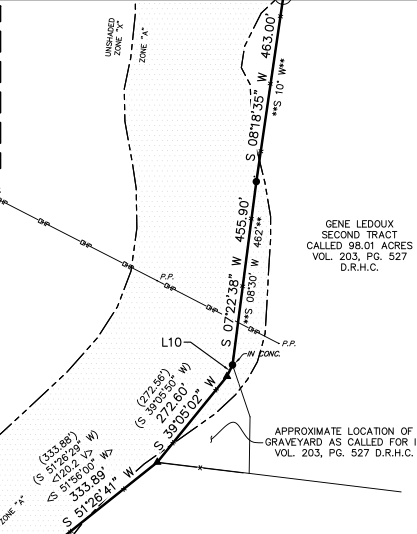 UNSHADED
ZONE "X"
ZONE "A"
S 08°18'35" W 463.00'
**S 10° W**
S 07°22'38" W 455.90'
**S 08°30' W 462'**
GENE LEDOUX
SECOND TRACT
CALLED 98.01 ACRES
VOL. 203, PG. 527
D.R.H.C.
P.P.
P.P.
IN CONC.
L10
(272.56')
(S 39°05'50" W)
272.60'
S 39°05'02" W
APPROXIMATE LOCATION OF
GRAVEYARD AS CALLED FOR I
VOL. 203, PG. 527 D.R.H.C.
(333.88')
(S 51°26'29" W)
<120.2 V>
<S 51°56'00" W>
333.89'
S 51°26'41" W
ZONE "A"